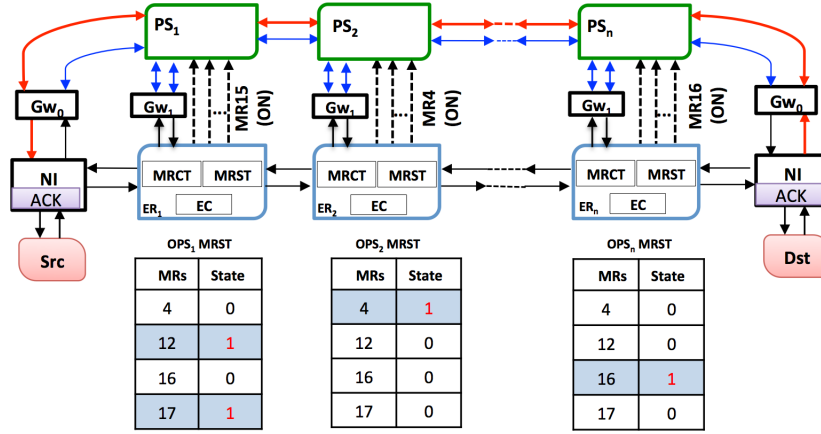 PS1 PS2 PSn
Gw0 Gw1 MR15 (ON) Gw1 MR4 (ON) Gw1 MR16 (ON) Gw0
...
...
...
NI MRCT MRST MRCT MRST MRCT MRST NI
ACK ER1 EC ER2 EC ERn EC ACK
Src Dst
OPS1 MRST
MRs State
4 0
12 1
16 0
17 1
OPS2 MRST
MRs State
4 1
12 0
16 0
17 0
OPSn MRST
MRs State
4 0
12 0
16 1
17 0